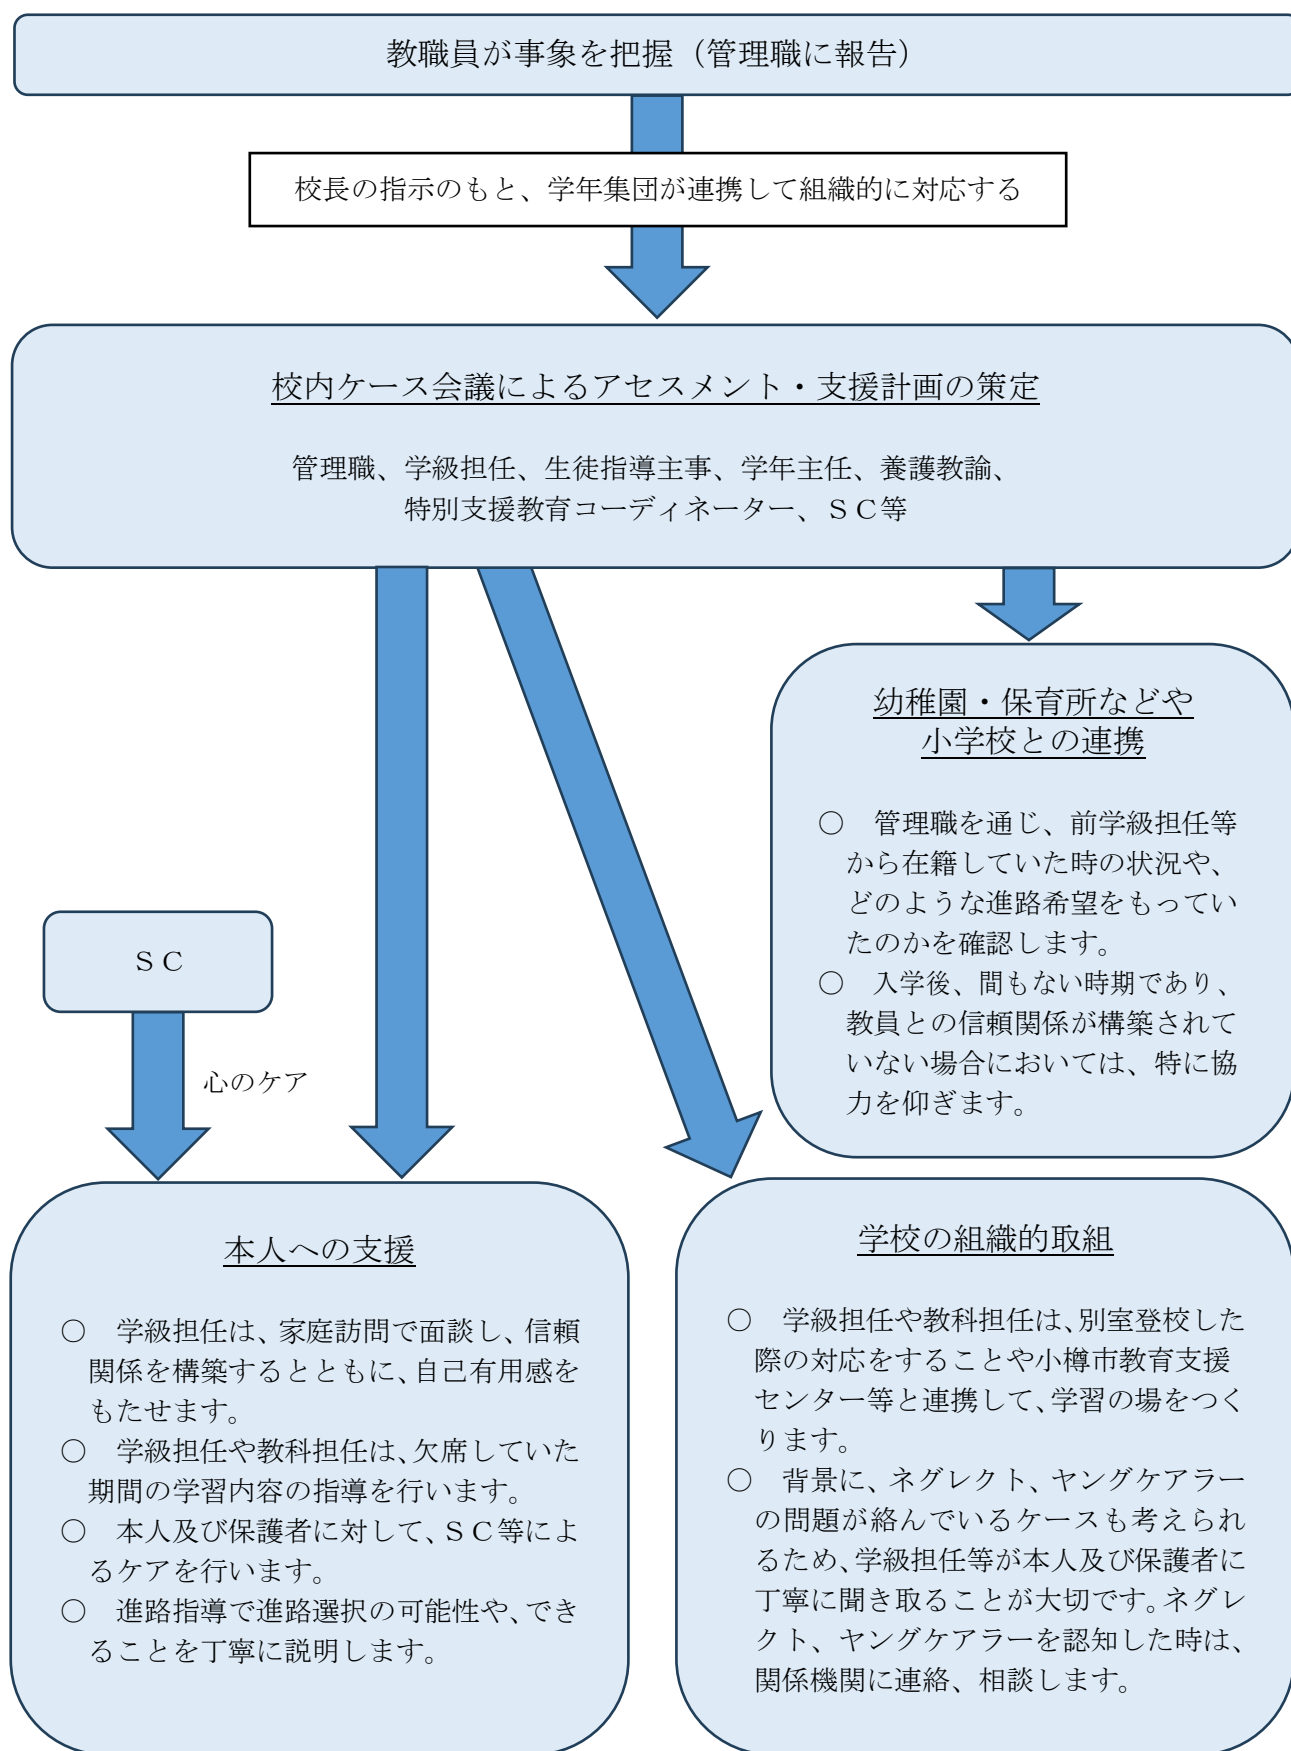 教職員が事象を把握（管理職に報告）
校長の指示のもと、学年集団が連携して組織的に対応する
校内ケース会議によるアセスメント・支援計画の策定
管理職、学級担任、生徒指導主事、学年主任、養護教諭、
特別支援教育コーディネーター、ＳＣ等
幼稚園・保育所などや
小学校との連携
○　管理職を通じ、前学級担任等
から在籍していた時の状況や、
どのような進路希望をもってい
たのかを確認します。
○　入学後、間もない時期であり、
教員との信頼関係が構築されて
いない場合においては、特に協
力を仰ぎます。
ＳＣ
心のケア
本人への支援
○　学級担任は、家庭訪問で面談し、信頼
関係を構築するとともに、自己有用感を
もたせます。
○　学級担任や教科担任は、欠席していた
期間の学習内容の指導を行います。
○　本人及び保護者に対して、ＳＣ等によ
るケアを行います。
○　進路指導で進路選択の可能性や、でき
ることを丁寧に説明します。
学校の組織的取組
○　学級担任や教科担任は、別室登校した
際の対応をすることや小樽市教育支援
センター等と連携して、学習の場をつく
ります。
○　背景に、ネグレクト、ヤングケアラー
の問題が絡んでいるケースも考えられ
るため、学級担任等が本人及び保護者に
丁寧に聞き取ることが大切です。ネグレ
クト、ヤングケアラーを認知した時は、
関係機関に連絡、相談します。